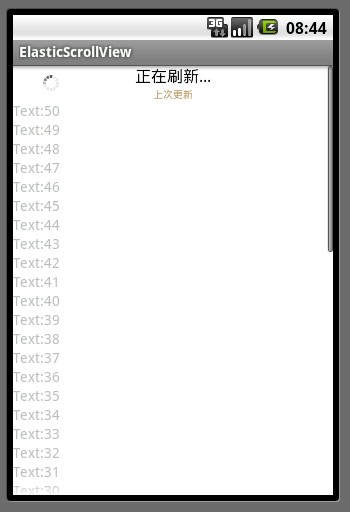 3G 08:44
ElasticScrollView
正在刷新...
上次更新
Text:50
Text:49
Text:48
Text:47
Text:46
Text:45
Text:44
Text:43
Text:42
Text:41
Text:40
Text:39
Text:38
Text:37
Text:36
Text:35
Text:34
Text:33
Text:32
Text:31
Text:30